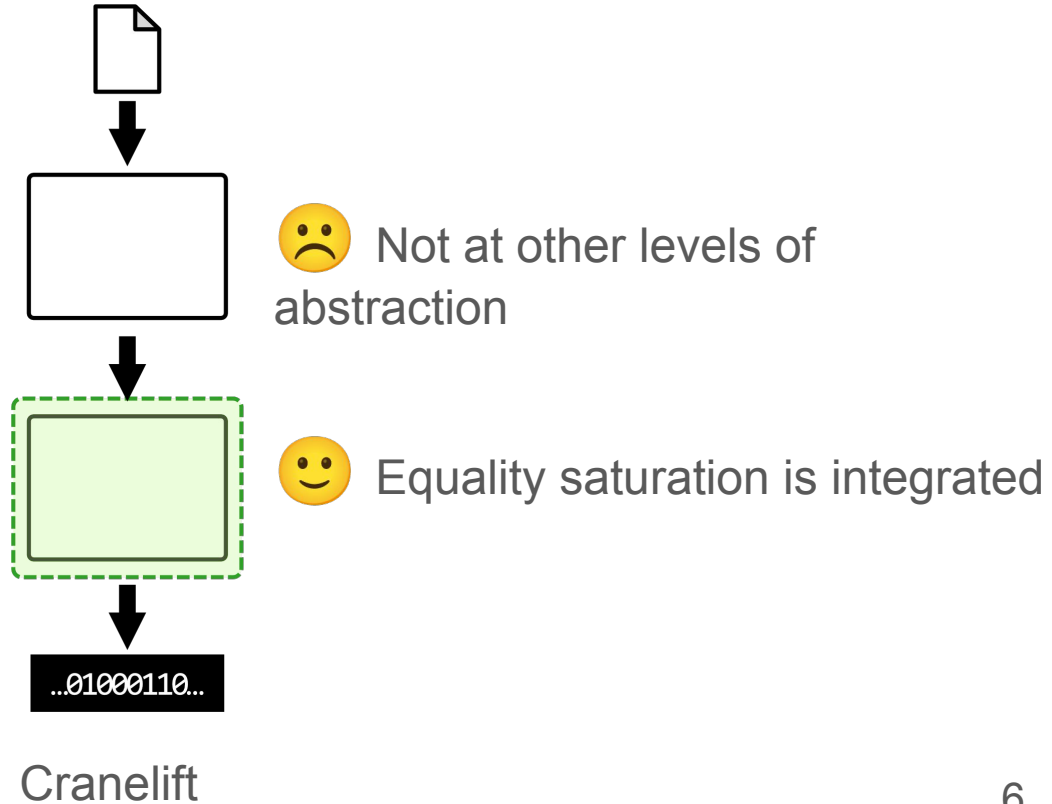 Not at other levels of
abstraction
Equality saturation is integrated
…01000110…
Cranelift
6